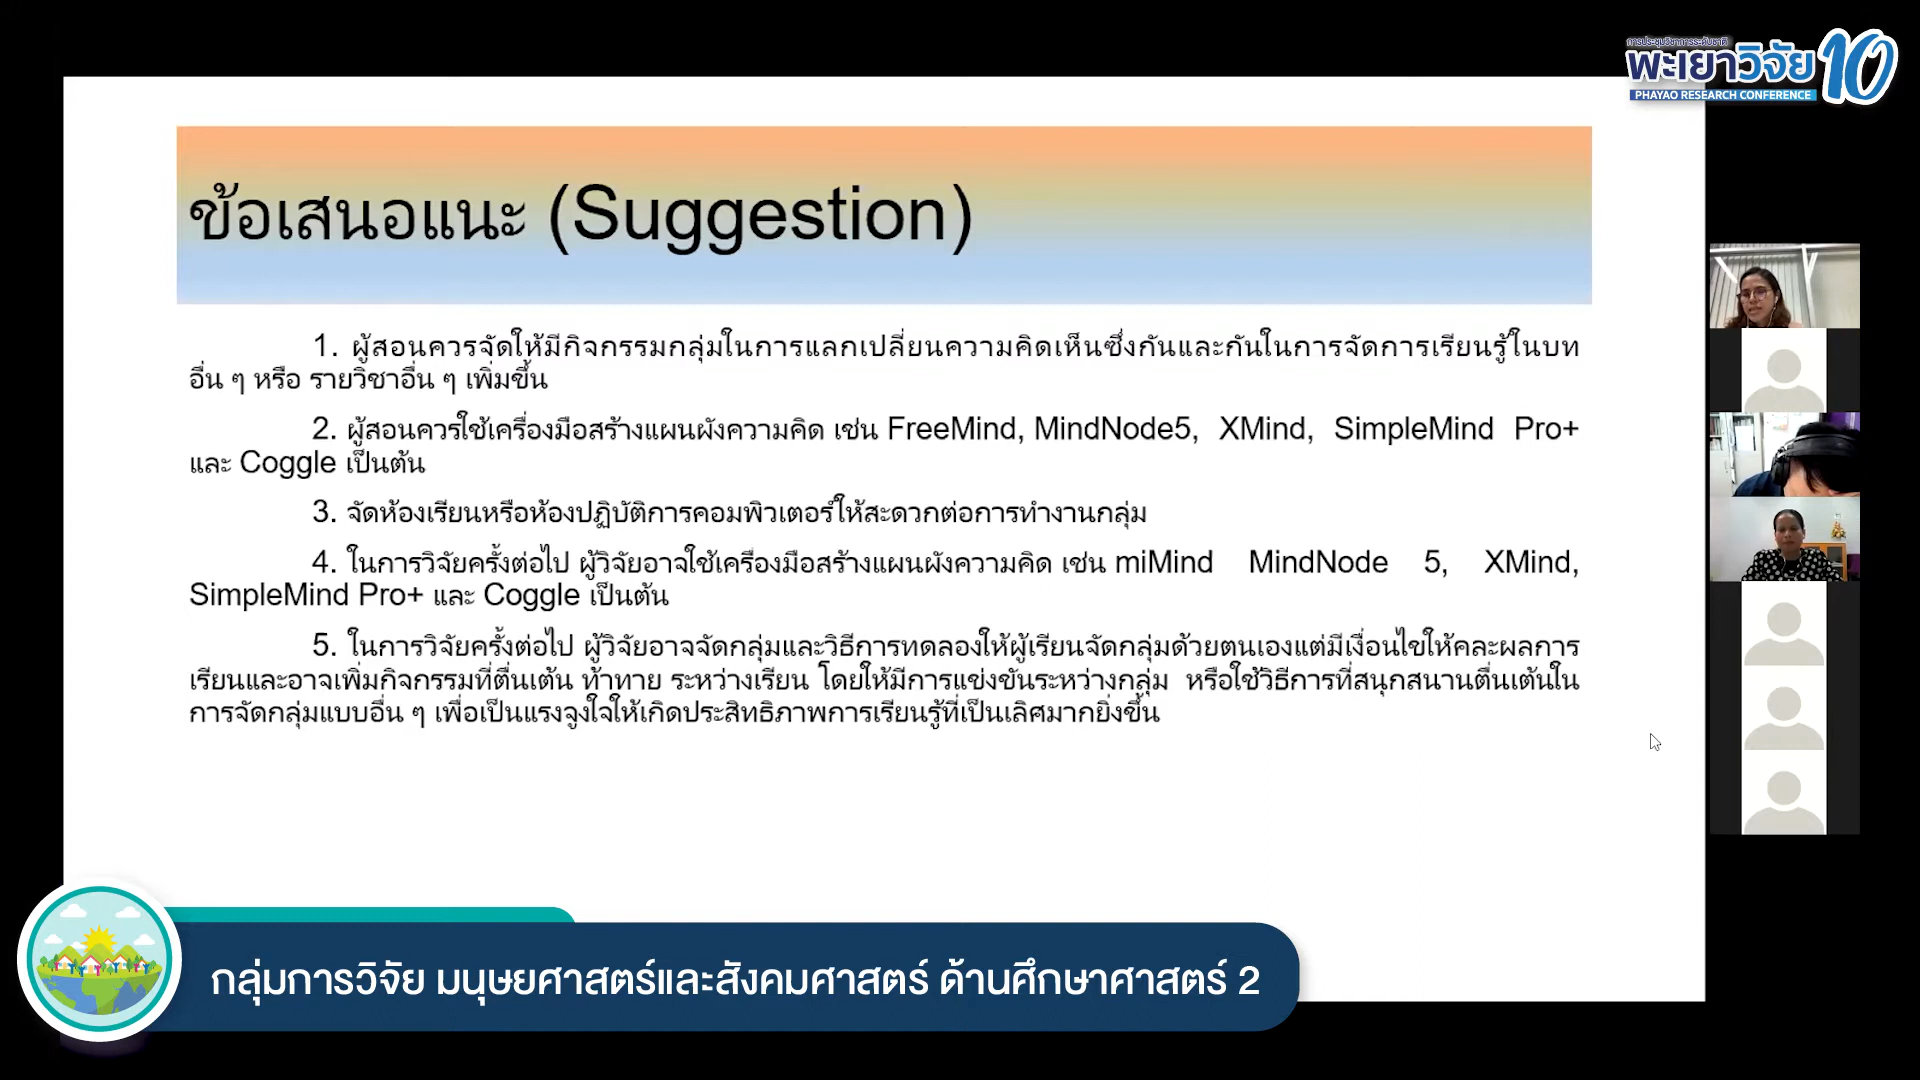 การประชุมวิชาการระดับชาติ
พะเยาวิจัย 10
PHAYAO RESEARCH CONFERENCE
ข้อเสนอแนะ (Suggestion)
1. ผู้สอนควรจัดให้มีกิจกรรมกลุ่มในการแลกเปลี่ยนความคิดเห็นซึ่งกันและกันในการจัดการเรียนรู้ในบท
อื่น ๆ หรือ รายวิชาอื่น ๆ เพิ่มขึ้น
2. ผู้สอนควรใช้เครื่องมือสร้างแผนผังความคิด เช่น FreeMind, MindNode5, XMind, SimpleMind Pro+
และ Coggle เป็นต้น
3. จัดห้องเรียนหรือห้องปฏิบัติการคอมพิวเตอร์ให้สะดวกต่อการทำงานกลุ่ม
4. ในการวิจัยครั้งต่อไป ผู้วิจัยอาจใช้เครืองมือสร้างแผนผังความคิด เช่น miMind MindNode 5, XMind,
SimpleMind Pro+ และ Coggle เป็นต้น
5. ในการวิจัยครั้งต่อไป ผู้วิจัยอาจจัดกลุ่มและวิธีการทดลองให้ผู้เรียนจัดกลุ่มด้วยตนเองแต่มีเงื่อนไขให้คละผลการ
เรียนและอาจเพิ่มกิจกรรมที่ตื่นเต้น ท้าทาย ระหว่างเรียน โดยให้มีการแข่งขันระหว่างกลุ่ม หรือใช้วิธีการที่สนุกสนานตื่นเต้นใน
การจัดกลุ่มแบบอื่น ๆ เพื่อเป็นแรงจูงใจให้เกิดประสิทธิภาพการเรียนรู้ที่เป็นเลิศมากยิ่งขึ้น
กลุ่มการวิจัย มนุษยศาสตร์และสังคมศาสตร์ ด้านศึกษาศาสตร์ 2